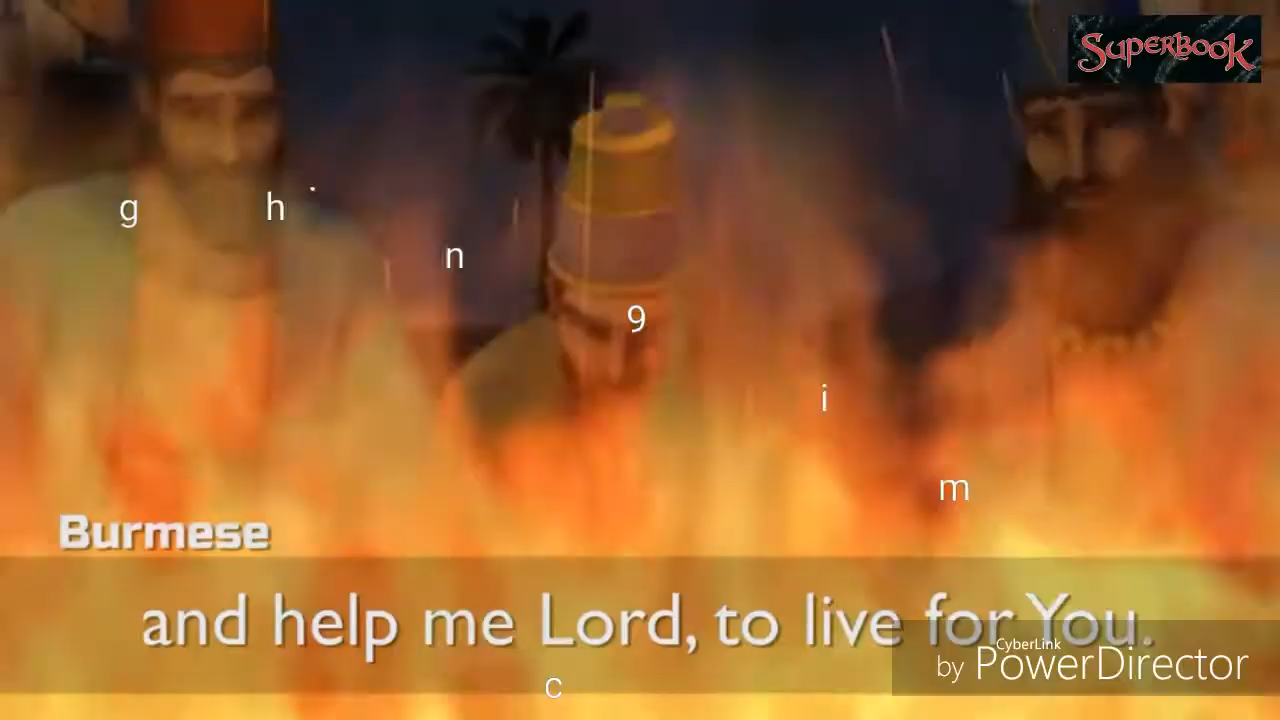 SUPERBOOK
g h
n
9
i
m
Burmese
and help me Lord, to live for You.
CyberLink
by PowerDirector
c